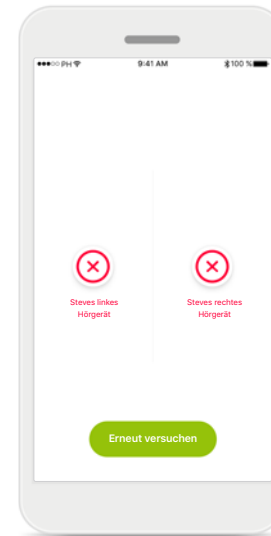 PH 9:41 AM 100 %
Steves linkes
Hörgerät
Steves rechtes
Hörgerät
Erneut versuchen